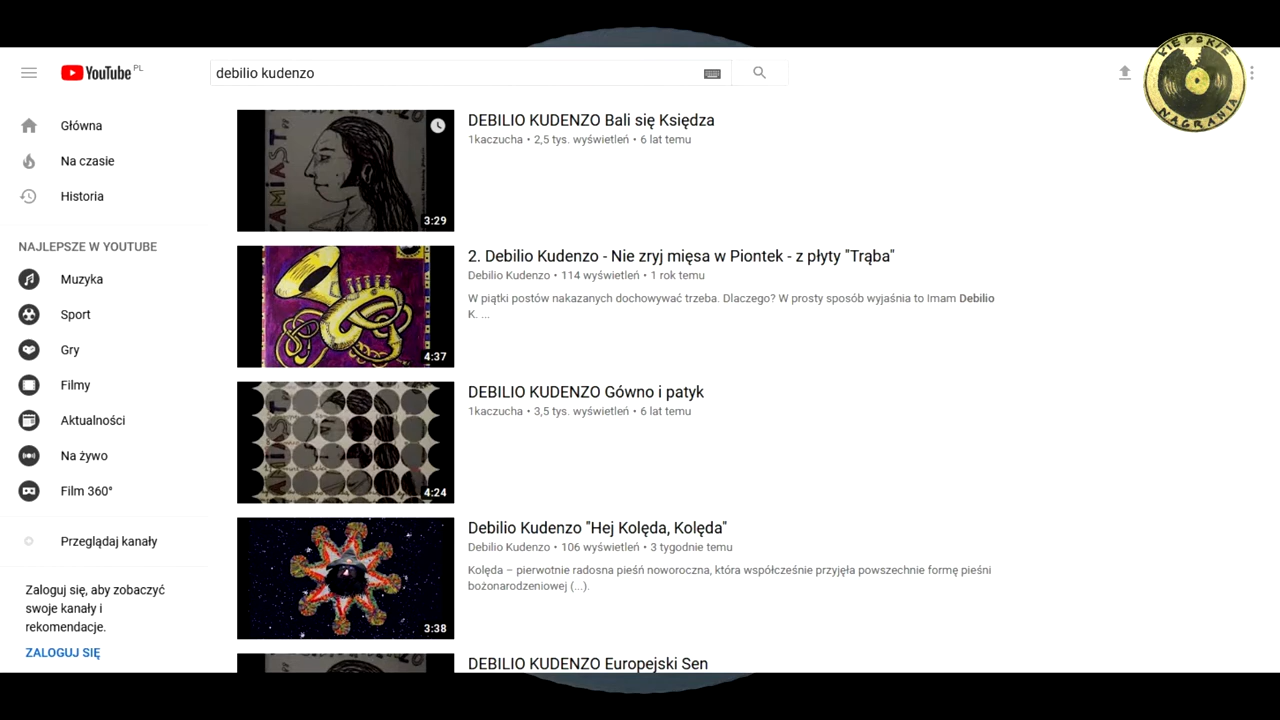 YouTube PL
debilio kudenzo
KIEPSKIE
NAGRANIA
Główna
Na czasie
Historia
NAJLEPSZE W YOUTUBE
Muzyka
Sport
Gry
Filmy
Aktualności
Na żywo
Film 360°
Przeglądaj kanały
Zaloguj się, aby zobaczyć
swoje kanały i
rekomendacje.
ZALOGUJ SIĘ
ZAMIAST
3:29
DEBILIO KUDENZO Bali się Księdza
1kaczucha • 2,5 tys. wyświetleń • 6 lat temu
4:37
2. Debilio Kudenzo - Nie zryj mięsa w Piontek - z płyty "Trąba"
Debilio Kudenzo • 114 wyświetleń • 1 rok temu
W piątki postów nakazanych dochowywać trzeba. Dlaczego? W prosty sposób wyjaśnia to Imam Debilio
K. ...
4:24
DEBILIO KUDENZO Gówno i patyk
1kaczucha • 3,5 tys. wyświetleń • 6 lat temu
3:38
Debilio Kudenzo "Hej Kolęda, Kolęda"
Debilio Kudenzo • 106 wyświetleń • 3 tygodnie temu
Kolęda – pierwotnie radosna pieśń noworoczna, która współcześnie przyjęła powszechnie formę pieśni
bożonarodzeniowej (...).
DEBILIO KUDENZO Europejski Sen